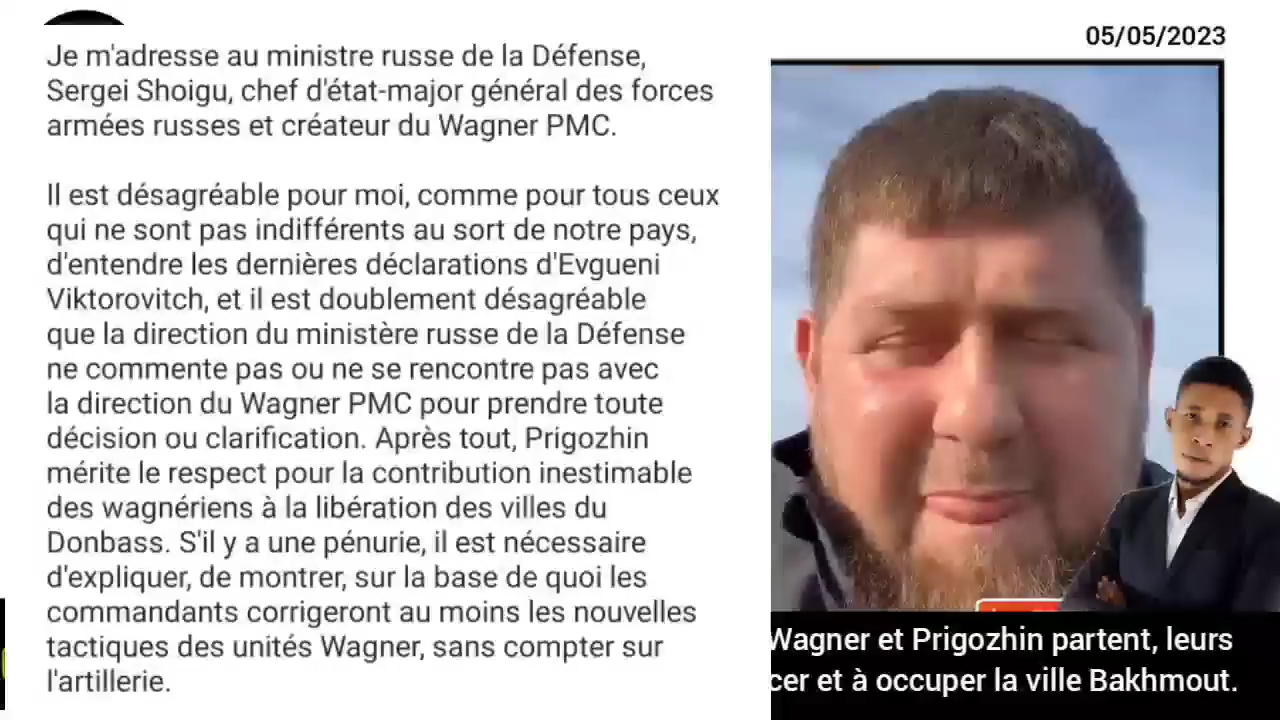 Je m'adresse au ministre russe de la Défense,
Sergei Shoigu, chef d'état-major général des forces
armées russes et créateur du Wagner PMC.
Il est désagréable pour moi, comme pour tous ceux
qui ne sont pas indifférents au sort de notre pays,
d'entendre les dernières déclarations d'Evgueni
Viktorovitch, et il est doublement désagréable
que la direction du ministère russe de la Défense
ne commente pas ou ne se rencontre pas avec
la direction du Wagner PMC pour prendre toute
décision ou clarification. Après tout, Prigozhin
mérite le respect pour la contribution inestimable
des wagnériens à la libération des villes du
Donbass. S'il y a une pénurie, il est nécessaire
d'expliquer, de montrer, sur la base de quoi les
commandants corrigeront au moins les nouvelles
tactiques des unités Wagner, sans compter sur
l'artillerie.
05/05/2023
Wagner et Prigozhin partent, leurs
cer et à occuper la ville Bakhmout.